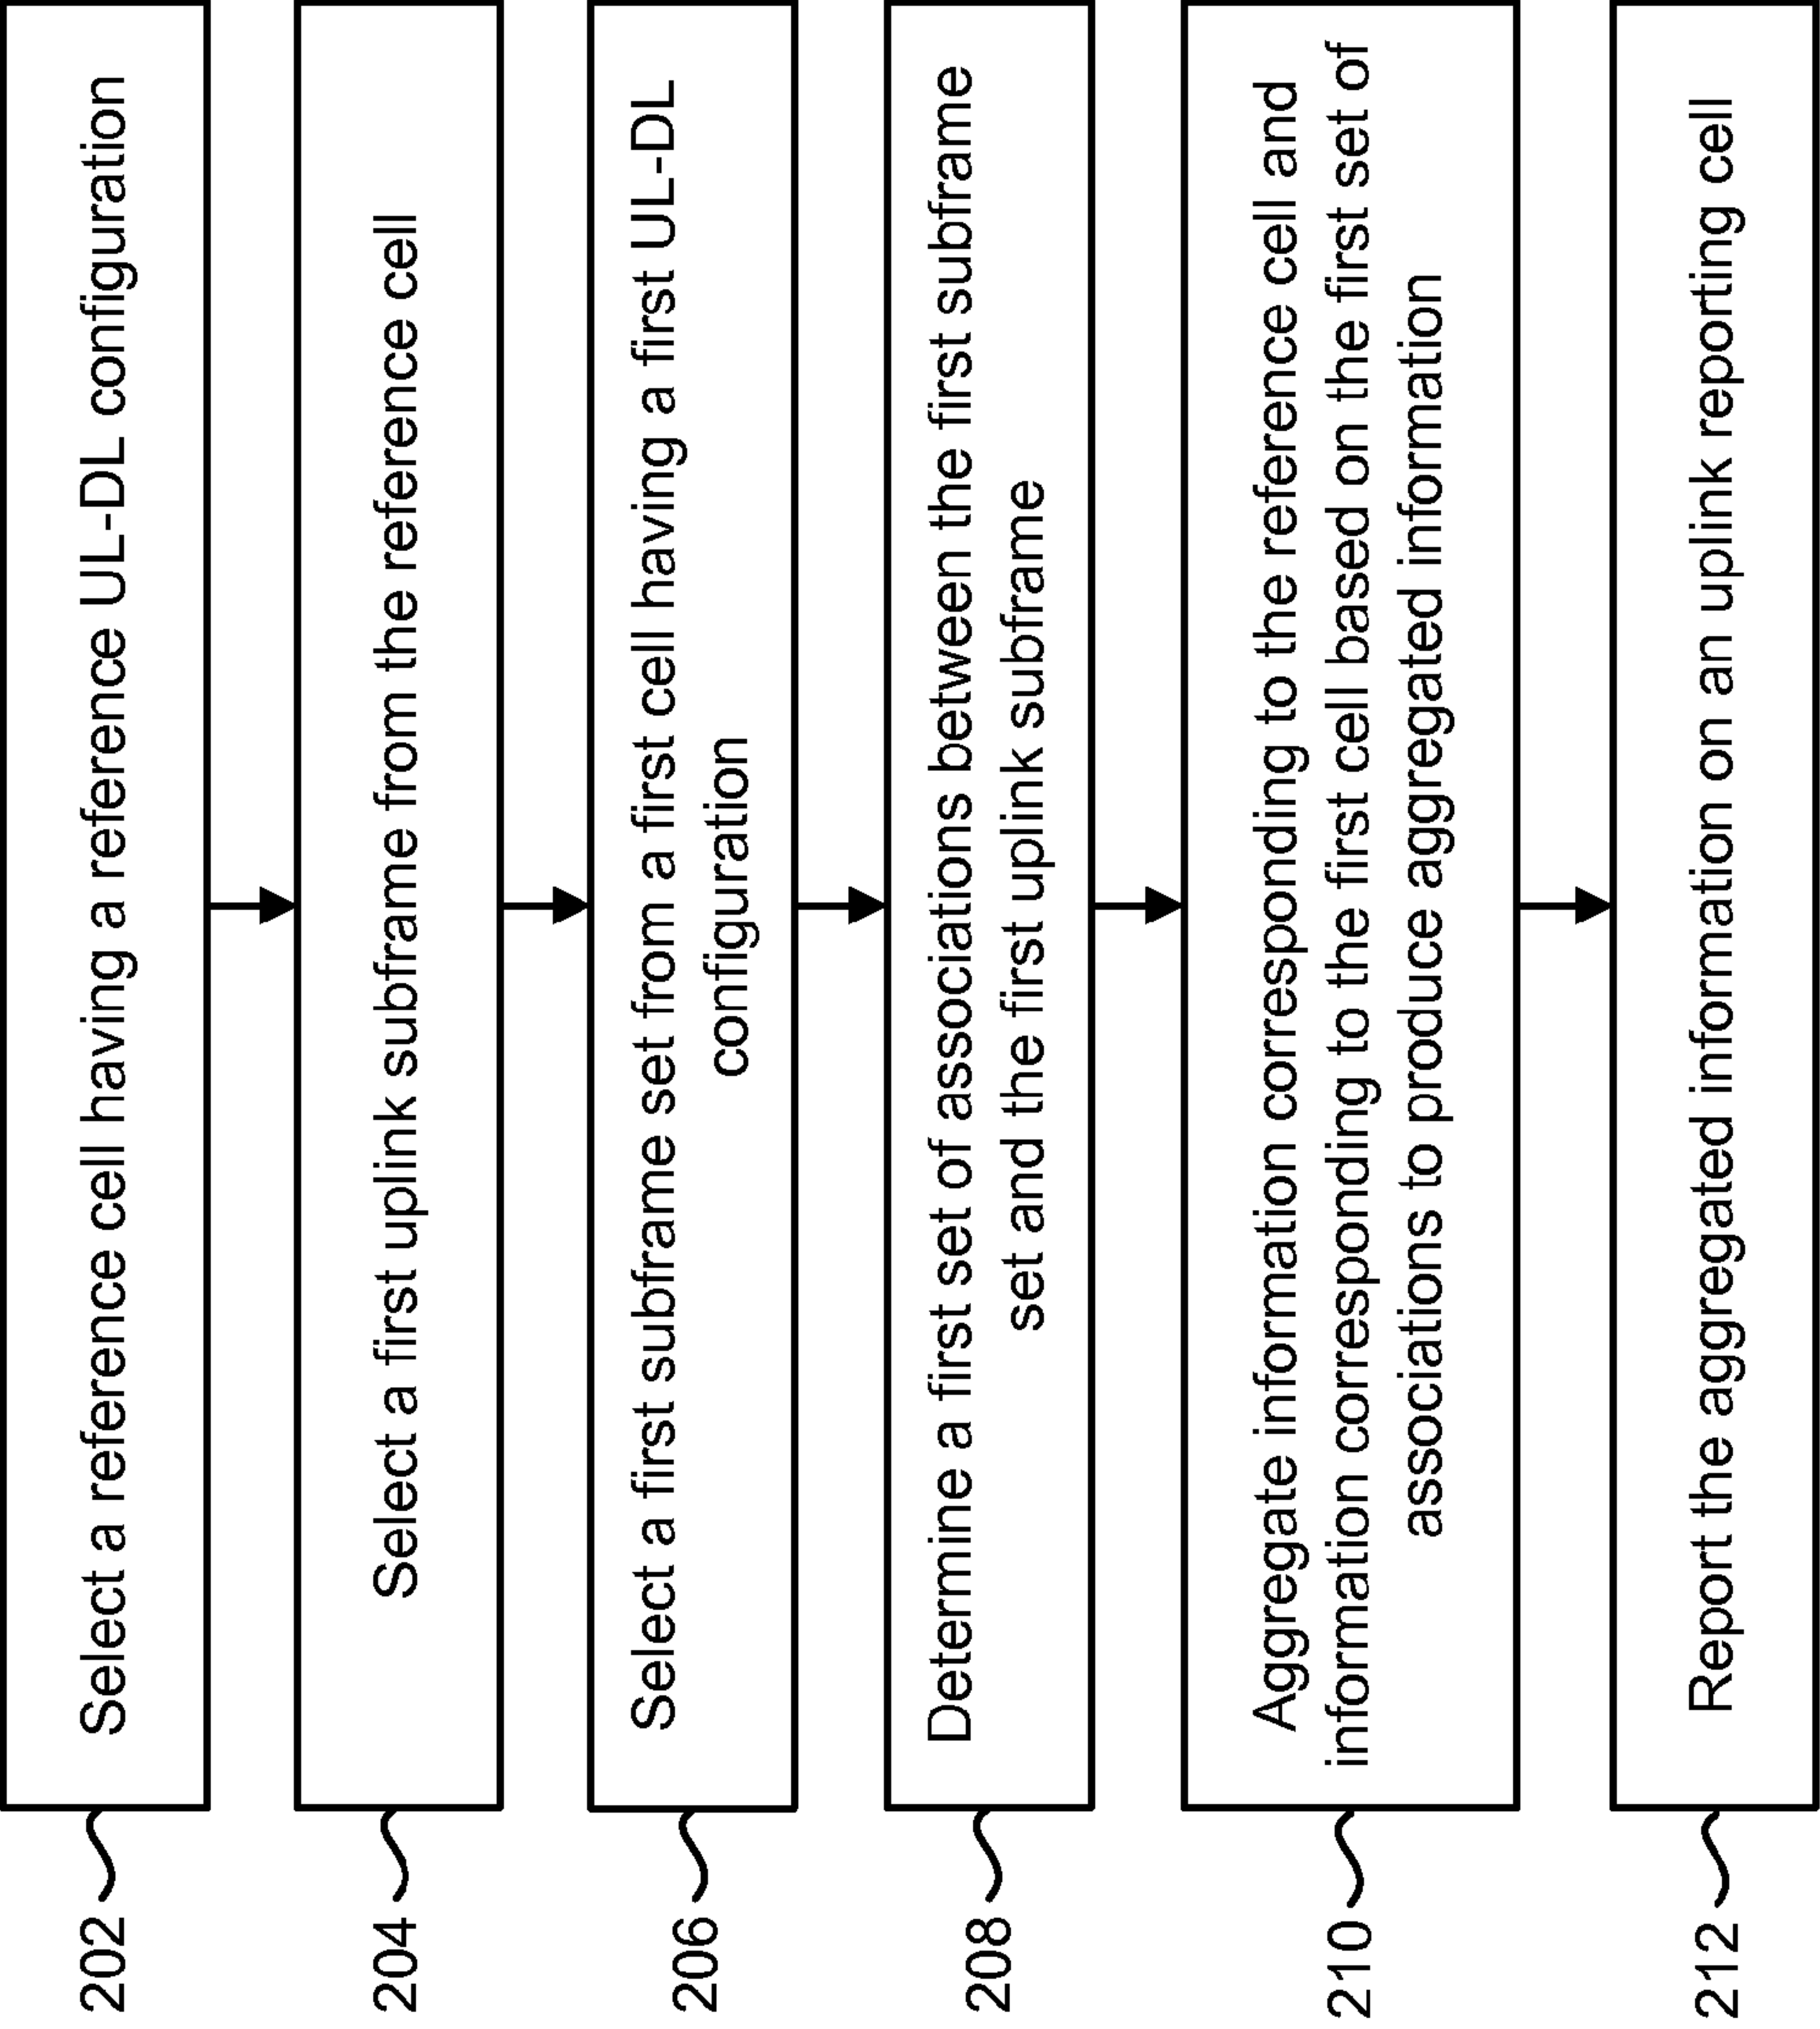 202
Select a reference cell having a reference UL-DL configuration
204
Select a first uplink subframe from the reference cell
206
Select a first subframe set from a first cell having a first UL-DL
configuration
208
Determine a first set of associations between the first subframe
set and the first uplink subframe
210
Aggregate information corresponding to the reference cell and
information corresponding to the first cell based on the first set of
associations to produce aggregated information
212
Report the aggregated information on an uplink reporting cell